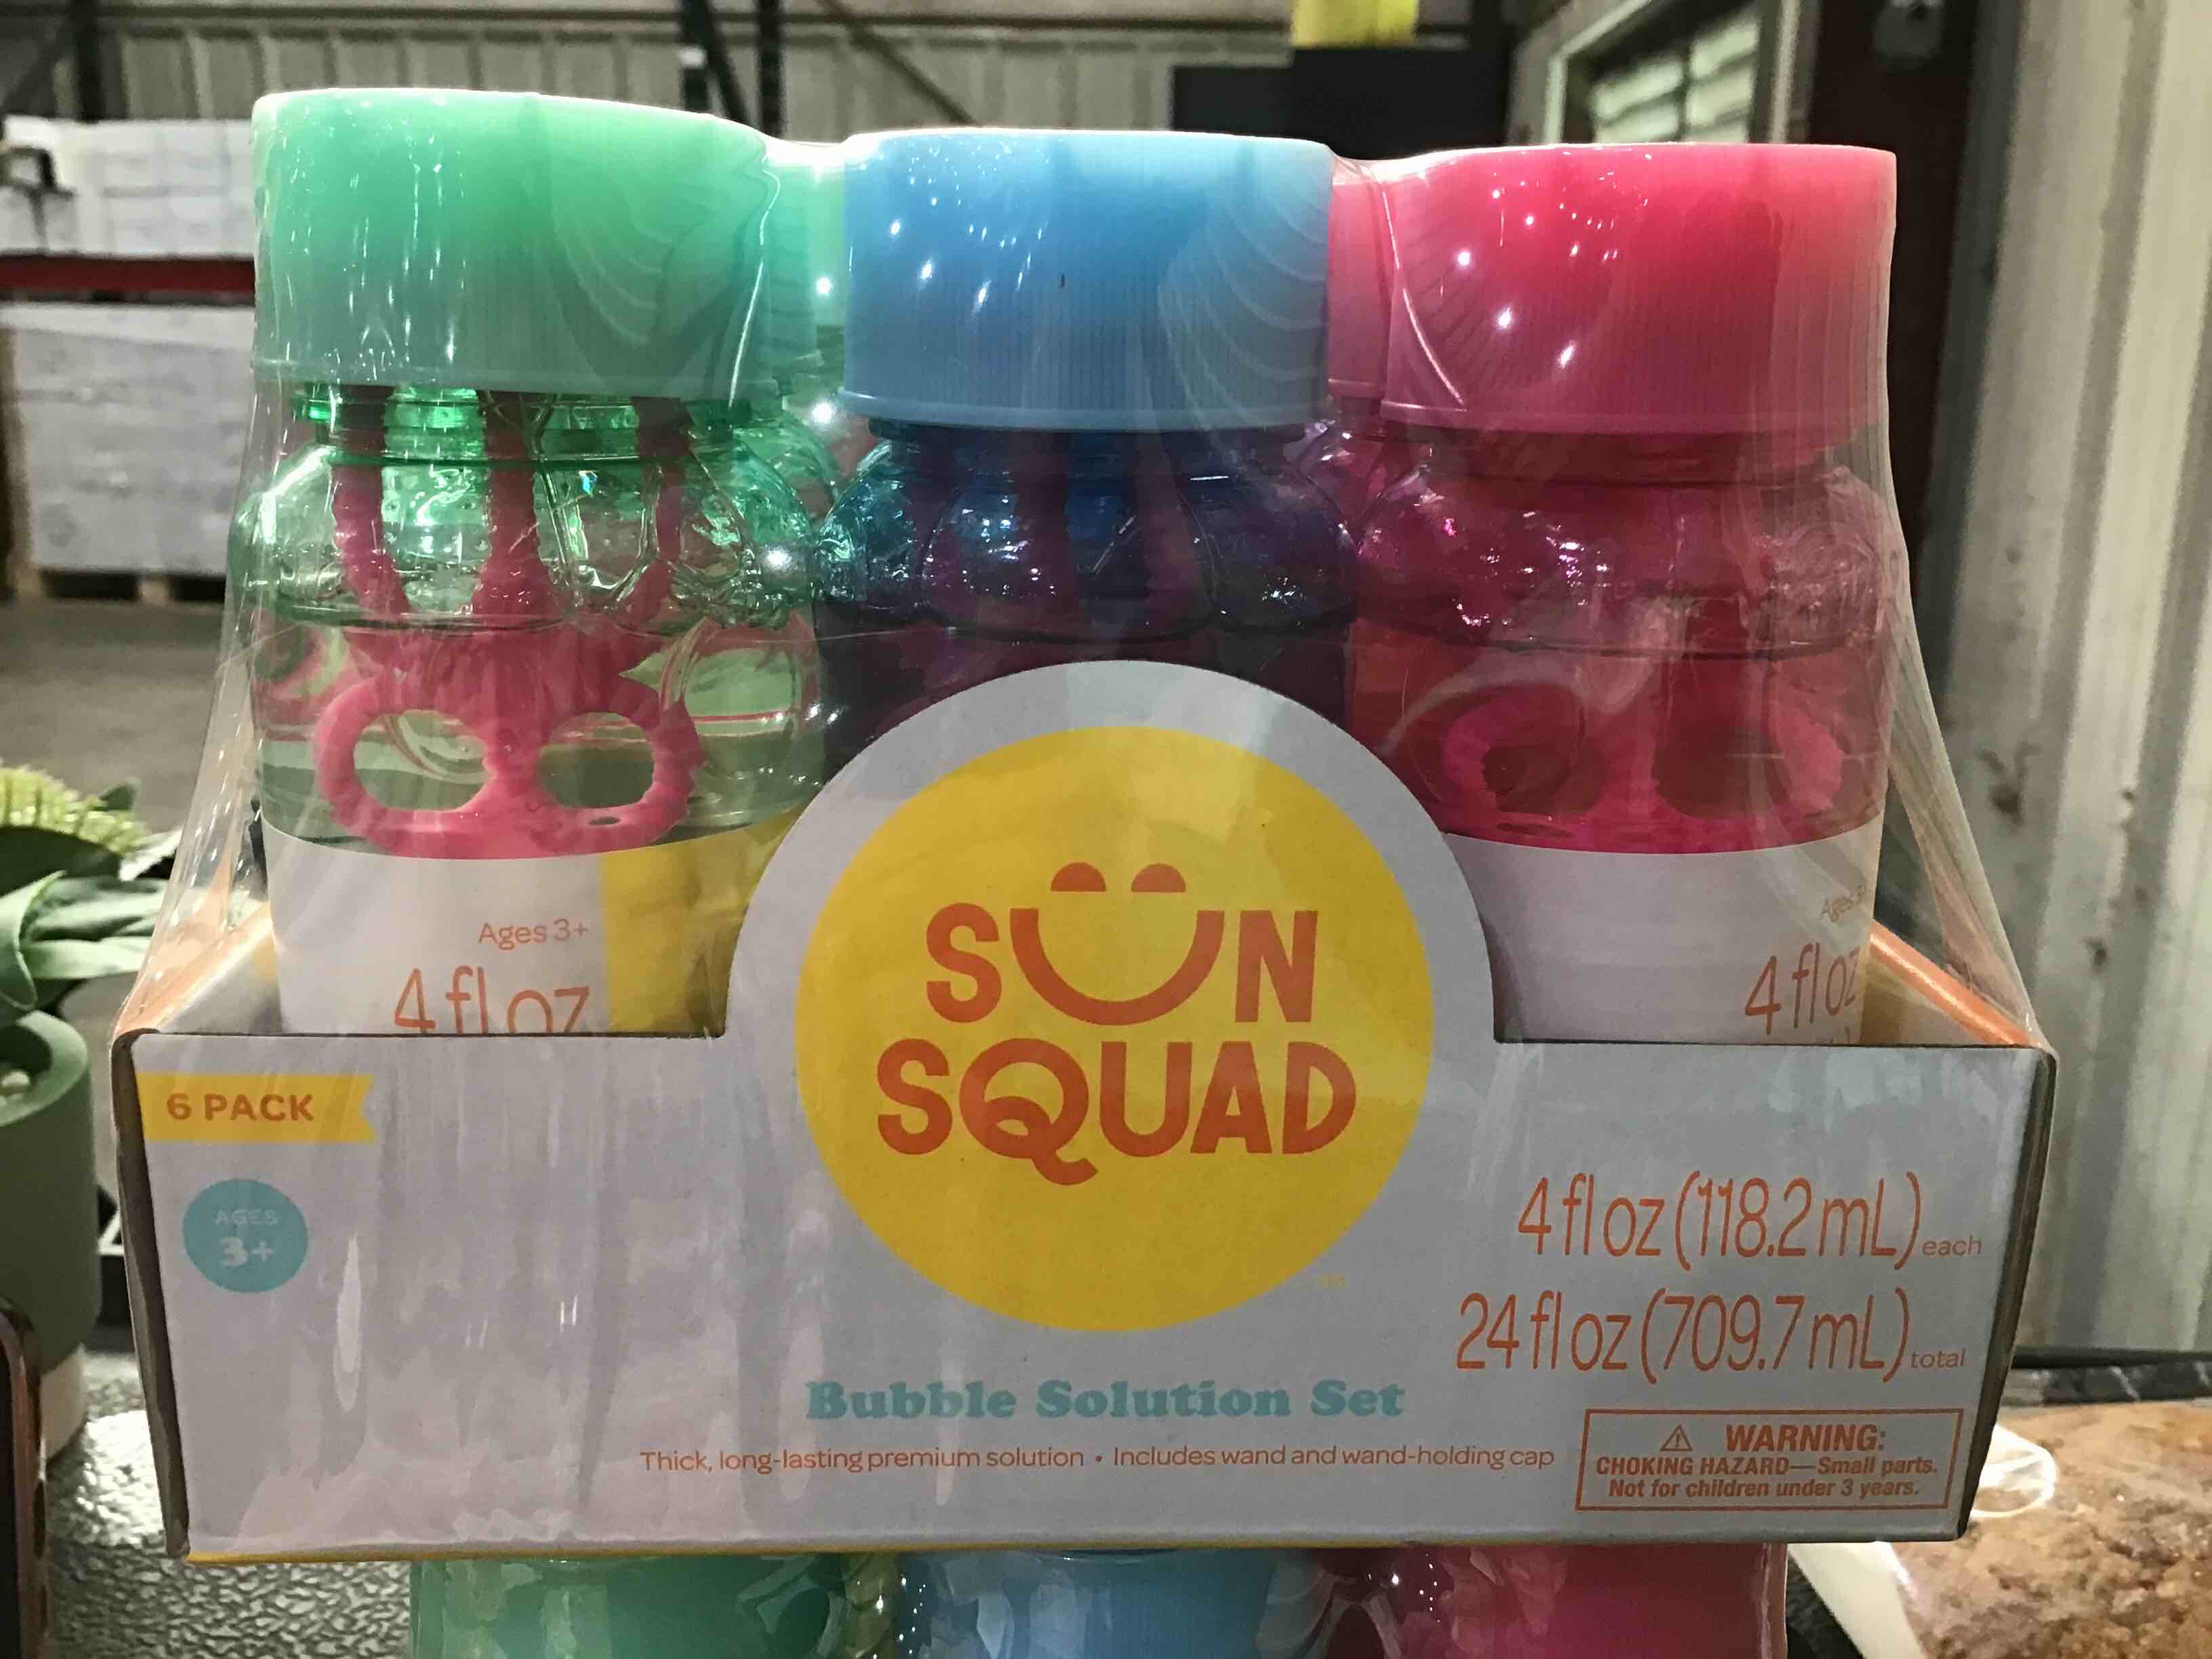 Ages 3+
4 fl oz
Ages 3
4 fl oz
SUN
SQUAD
6 PACK
AGES
3+
4 fl oz (118.2 mL) each
24 fl oz (709.7 mL) total
Bubble Solution Set
Thick, long-lasting premium solution • Includes wand and wand-holding cap
⚠ WARNING:
CHOKING HAZARD—Small parts.
Not for children under 3 years.